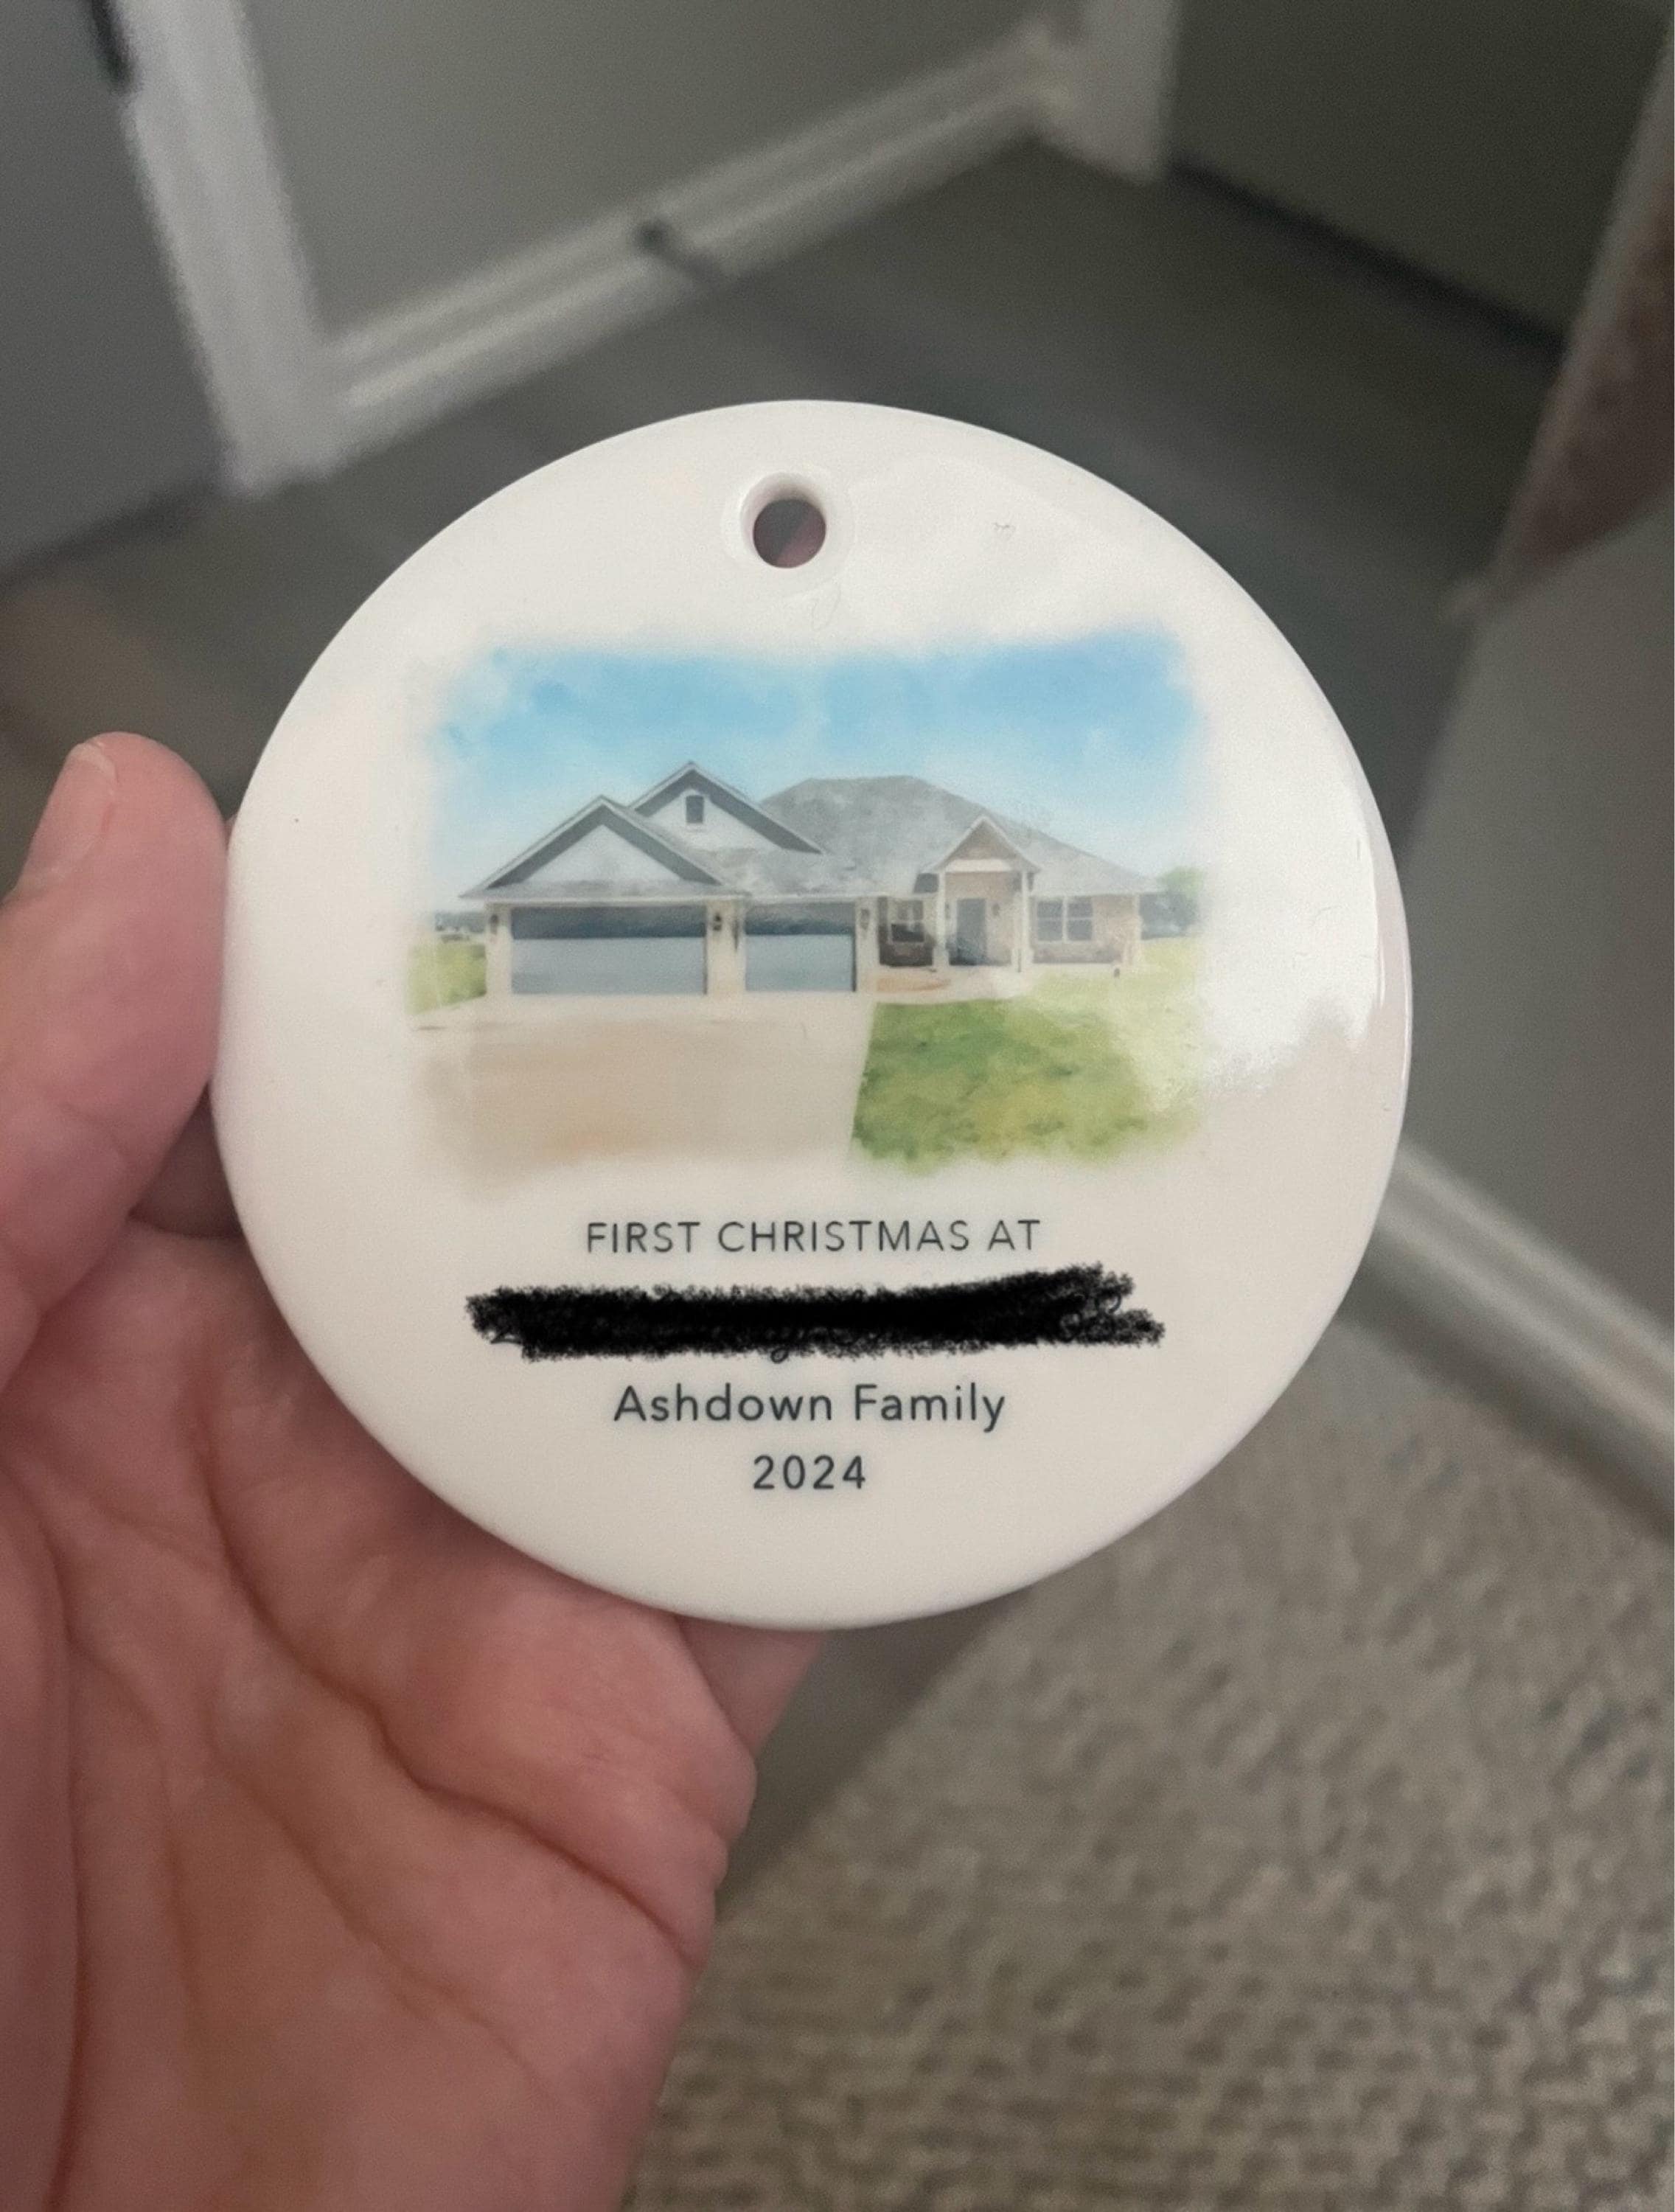 FIRST CHRISTMAS AT
Ashdown Family
2024